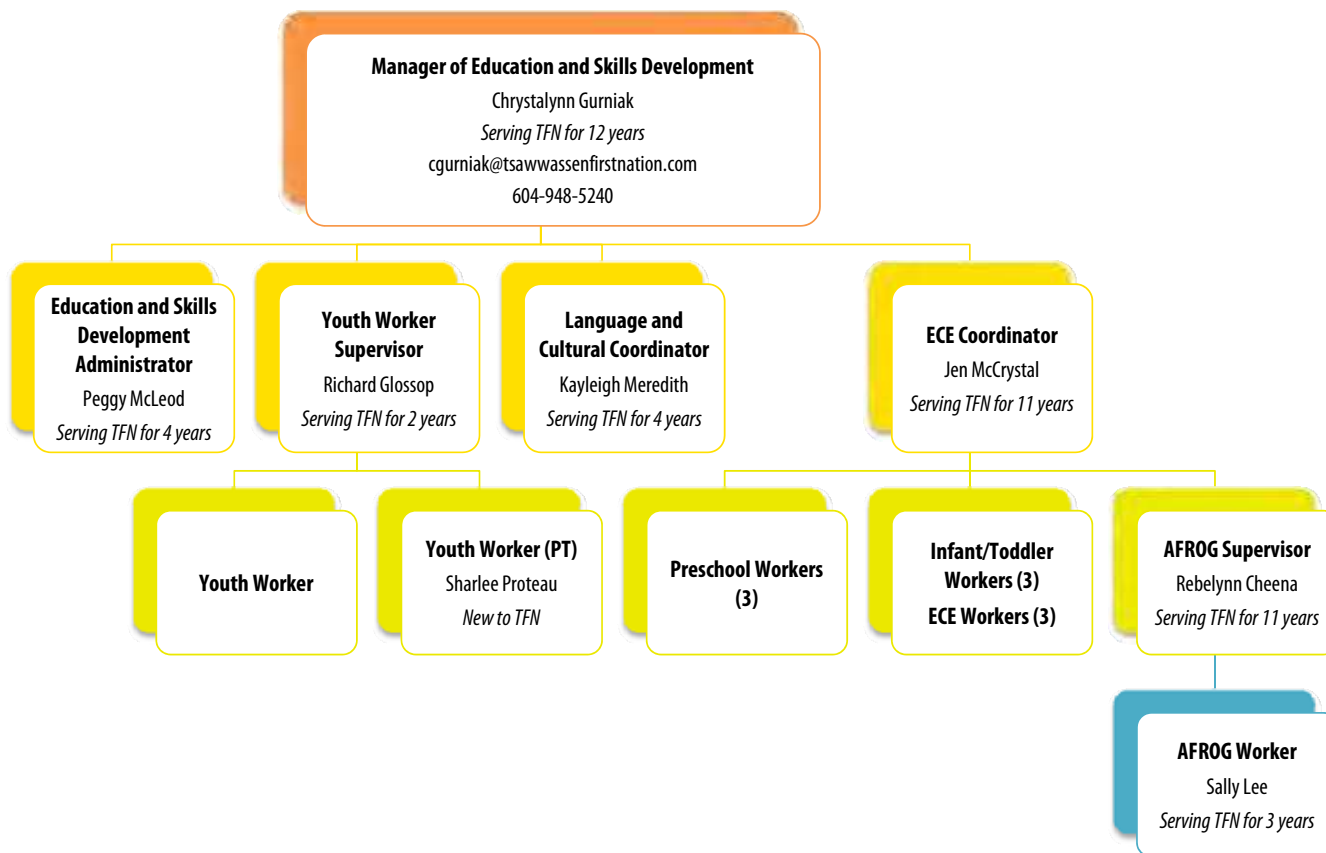 Manager of Education and Skills Development
Chrystalynn Gurniak
Serving TFN for 12 years
cgurniak@tsawwassenfirstnation.com
604-948-5240
Education and Skills
Development
Administrator
Peggy McLeod
Serving TFN for 4 years
Youth Worker
Supervisor
Richard Glossop
Serving TFN for 2 years
Language and
Cultural Coordinator
Kayleigh Meredith
Serving TFN for 4 years
ECE Coordinator
Jen McCrystal
Serving TFN for 11 years
Youth Worker
Youth Worker (PT)
Sharlee Proteau
New to TFN
Preschool Workers
(3)
Infant/Toddler
Workers (3)
ECE Workers (3)
AFROG Supervisor
Rebelynn Cheena
Serving TFN for 11 years
AFROG Worker
Sally Lee
Serving TFN for 3 years